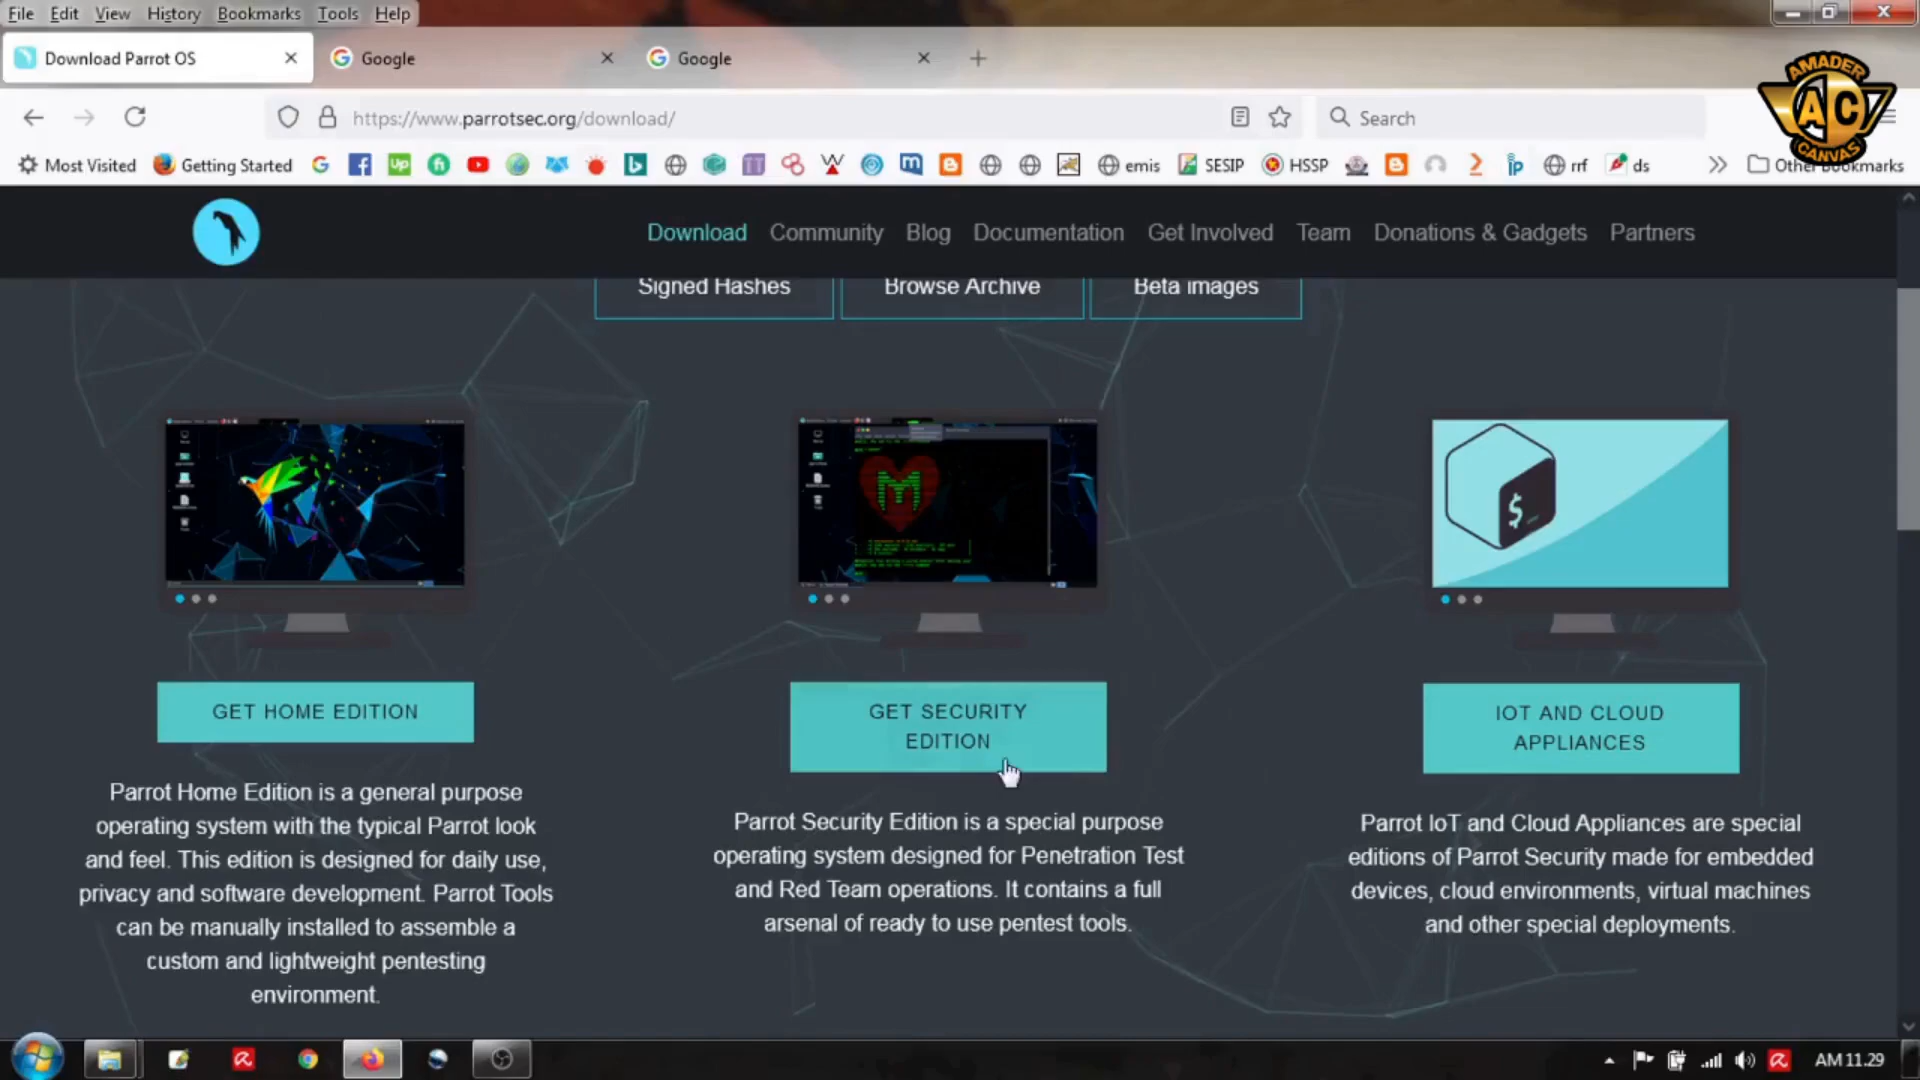 File Edit View History Bookmarks Tools Help
Download Parrot OS
Google
Google
https://www.parrotsec.org/download/
Search
AMADER
AC
CANVAS
Most Visited
Getting Started
Up
emis
SESIP
HSSP
ip
rrf
ds
Other Bookmarks
Download Community Blog Documentation Get Involved Team Donations & Gadgets Partners
Signed Hashes
Browse Archive
Beta images
M
$
GET HOME EDITION
Parrot Home Edition is a general purpose
operating system with the typical Parrot look
and feel. This edition is designed for daily use,
privacy and software development. Parrot Tools
can be manually installed to assemble a
custom and lightweight pentesting
environment.
GET SECURITY
EDITION
Parrot Security Edition is a special purpose
operating system designed for Penetration Test
and Red Team operations. It contains a full
arsenal of ready to use pentest tools.
IOT AND CLOUD
APPLIANCES
Parrot IoT and Cloud Appliances are special
editions of Parrot Security made for embedded
devices, cloud environments, virtual machines
and other special deployments.
AM 11.29